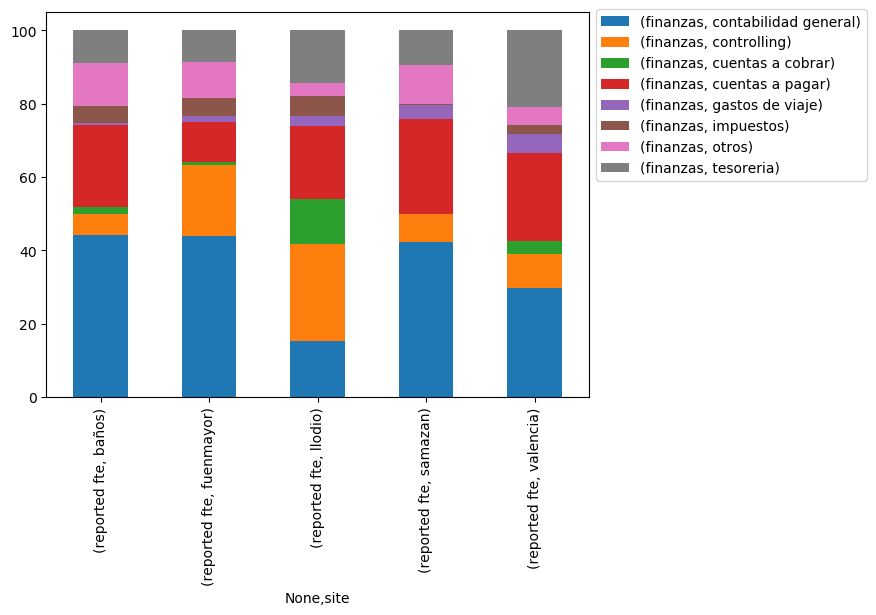 100
80
60
40
20
0
(finanzas, contabilidad general)
(finanzas, controlling)
(finanzas, cuentas a cobrar)
(finanzas, cuentas a pagar)
(finanzas, gastos de viaje)
(finanzas, impuestos)
(finanzas, otros)
(finanzas, tesoreria)
(reported fte, baños)
(reported fte, fuenmayor)
(reported fte, llodio)
(reported fte, samazan)
(reported fte, valencia)
None,site